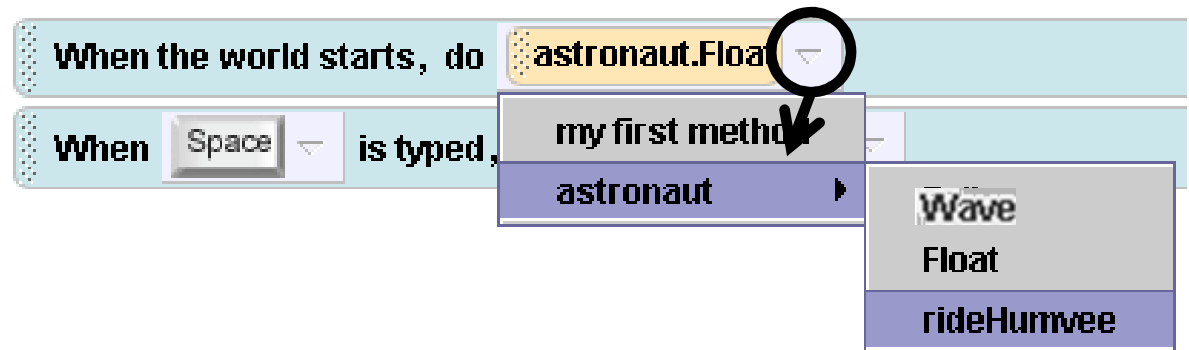 When the world starts, do astronaut.Float
When Space is typed,
my first method
astronaut
Wave
Float
rideHumvee